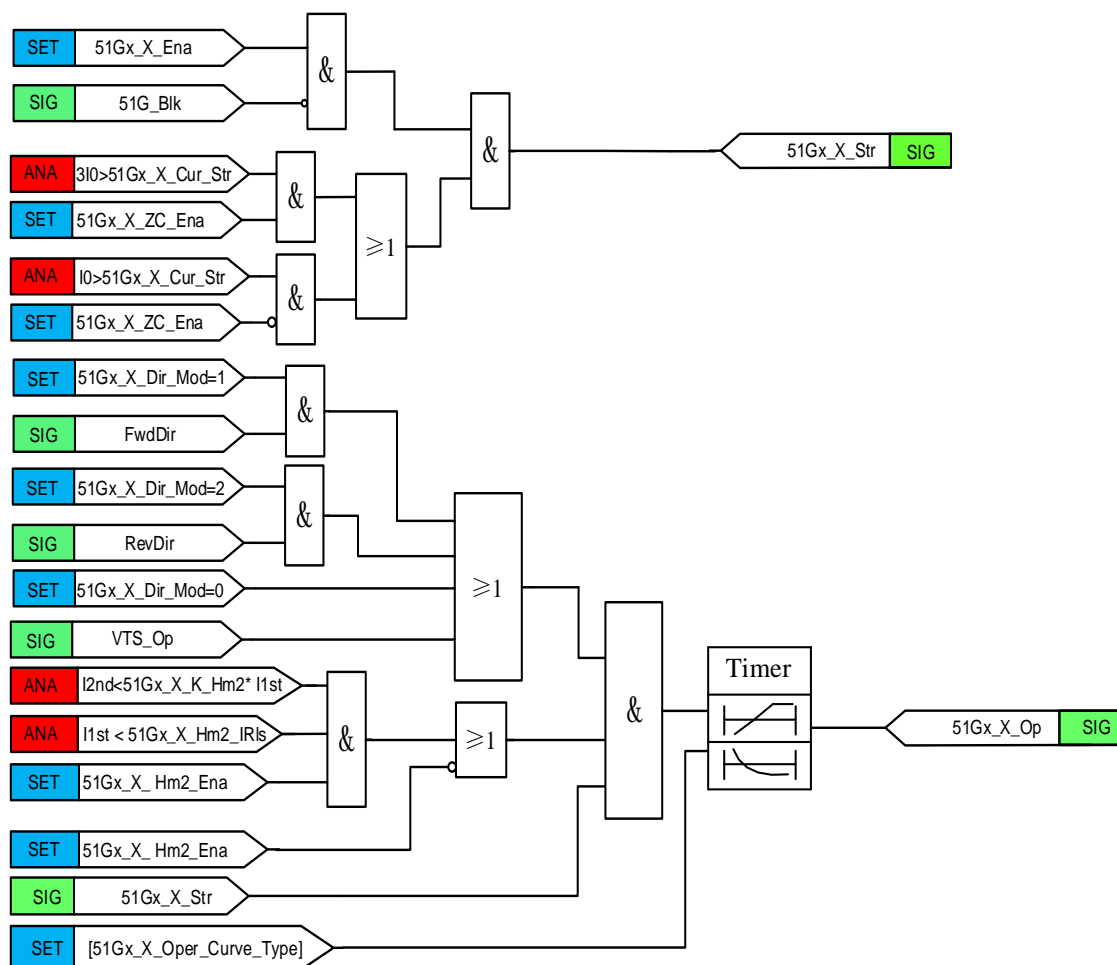 SET 51Gx_X_Ena
&
SIG 51G_Blk
&
51Gx_X_Str SIG
ANA 3I0>51Gx_X_Cur_Str
&
SET 51Gx_X_ZC_Ena
≥1
ANA I0>51Gx_X_Cur_Str
&
SET 51Gx_X_ZC_Ena
SET 51Gx_X_Dir_Mod=1
&
SIG FwdDir
SET 51Gx_X_Dir_Mod=2
&
SIG RevDir
SET 51Gx_X_Dir_Mod=0
≥1
SIG VTS_Op
ANA I2nd<51Gx_X_K_Hm2* I1st
Timer
&
ANA I1st < 51Gx_X_Hm2_IRls
&
≥1
51Gx_X_Op SIG
SET 51Gx_X_ Hm2_Ena
SET 51Gx_X_ Hm2_Ena
SIG 51Gx_X_Str
SET [51Gx_X_Oper_Curve_Type]